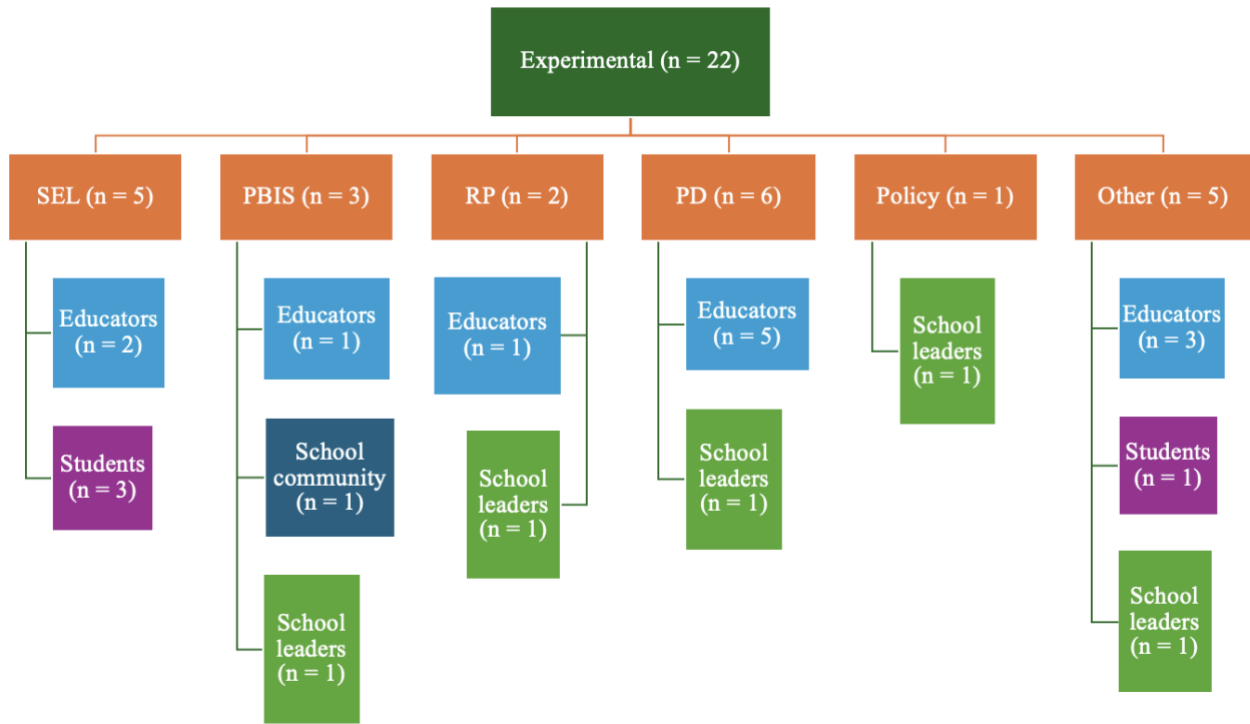 Experimental (n = 22)
SEL (n = 5)
PBIS (n = 3)
RP (n = 2)
PD (n = 6)
Policy (n = 1)
Other (n = 5)
Educators
(n = 2)
Students
(n = 3)
Educators
(n = 1)
School
community
(n = 1)
School
leaders
(n = 1)
Educators
(n = 1)
School
leaders
(n = 1)
Educators
(n = 5)
School
leaders
(n = 1)
School
leaders
(n = 1)
Educators
(n = 3)
Students
(n = 1)
School
leaders
(n = 1)